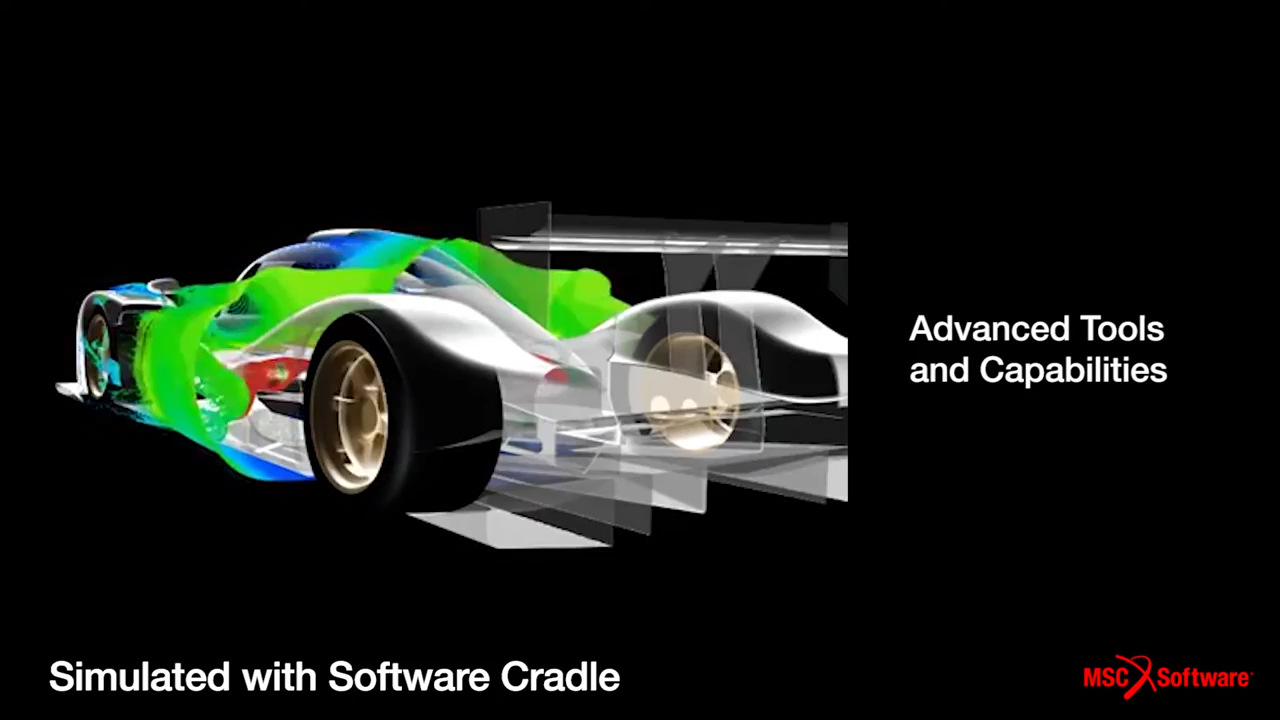 Advanced Tools
and Capabilities
Simulated with Software Cradle
MSC Software